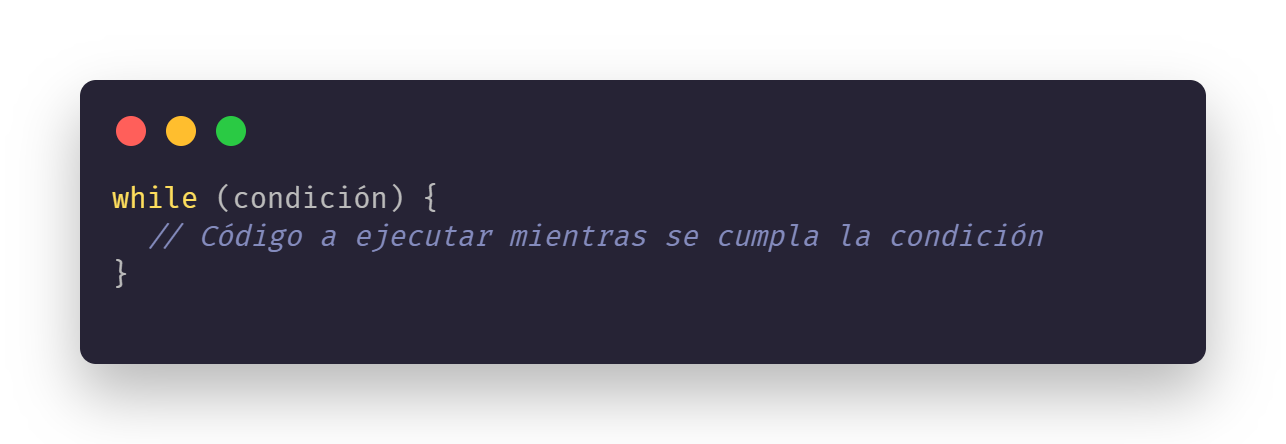 while (condición) {
  // Código a ejecutar mientras se cumpla la condición
}